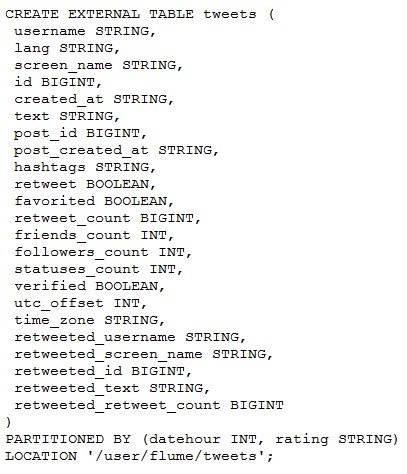 CREATE EXTERNAL TABLE tweets (
username STRING,
lang STRING,
screen_name STRING,
id BIGINT,
created_at STRING,
text STRING,
post_id BIGINT,
post_created_at STRING,
hashtags STRING,
retweet BOOLEAN,
favorited BOOLEAN,
retweet_count BIGINT,
friends_count INT,
followers_count INT,
statuses_count INT,
verified BOOLEAN,
utc_offset INT,
time_zone STRING,
retweeted_username STRING,
retweeted_screen_name STRING,
retweeted_id BIGINT,
retweeted_text STRING,
retweeted_retweet_count BIGINT
)
PARTITIONED BY (datehour INT, rating STRING)
LOCATION '/user/flume/tweets';